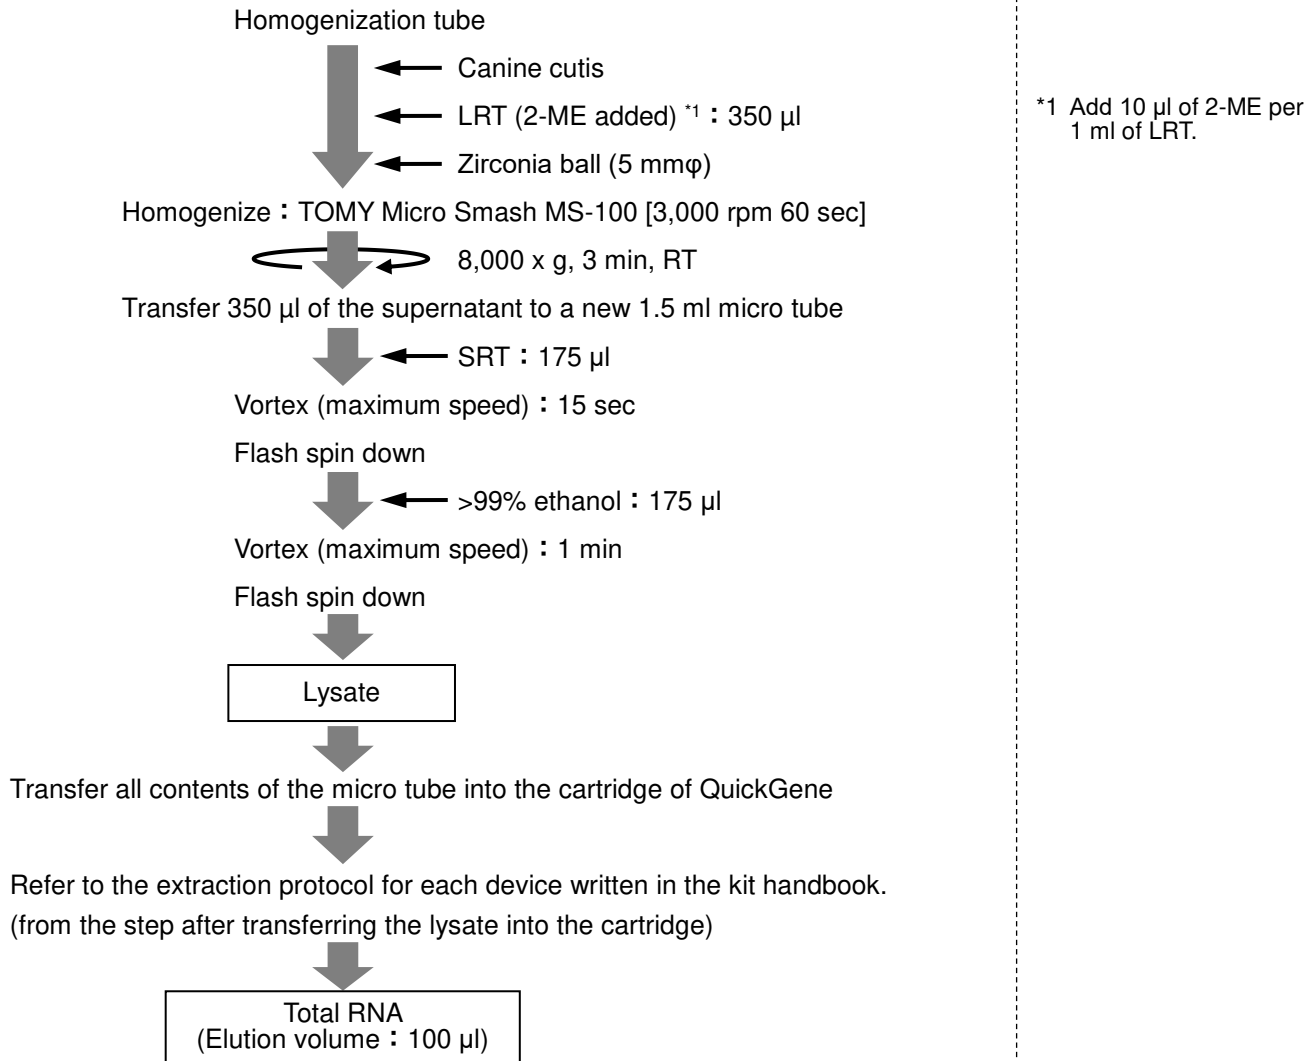 Homogenization tube
Canine cutis
LRT (2-ME added) *1：350 µl
Zirconia ball (5 mmφ)
*1 Add 10 µl of 2-ME per
1 ml of LRT.
Homogenize：TOMY Micro Smash MS-100 [3,000 rpm 60 sec]
8,000 x g, 3 min, RT
Transfer 350 µl of the supernatant to a new 1.5 ml micro tube
SRT：175 µl
Vortex (maximum speed)：15 sec
Flash spin down
>99% ethanol：175 µl
Vortex (maximum speed)：1 min
Flash spin down
Lysate
Transfer all contents of the micro tube into the cartridge of QuickGene
Refer to the extraction protocol for each device written in the kit handbook.
(from the step after transferring the lysate into the cartridge)
Total RNA
(Elution volume：100 µl)